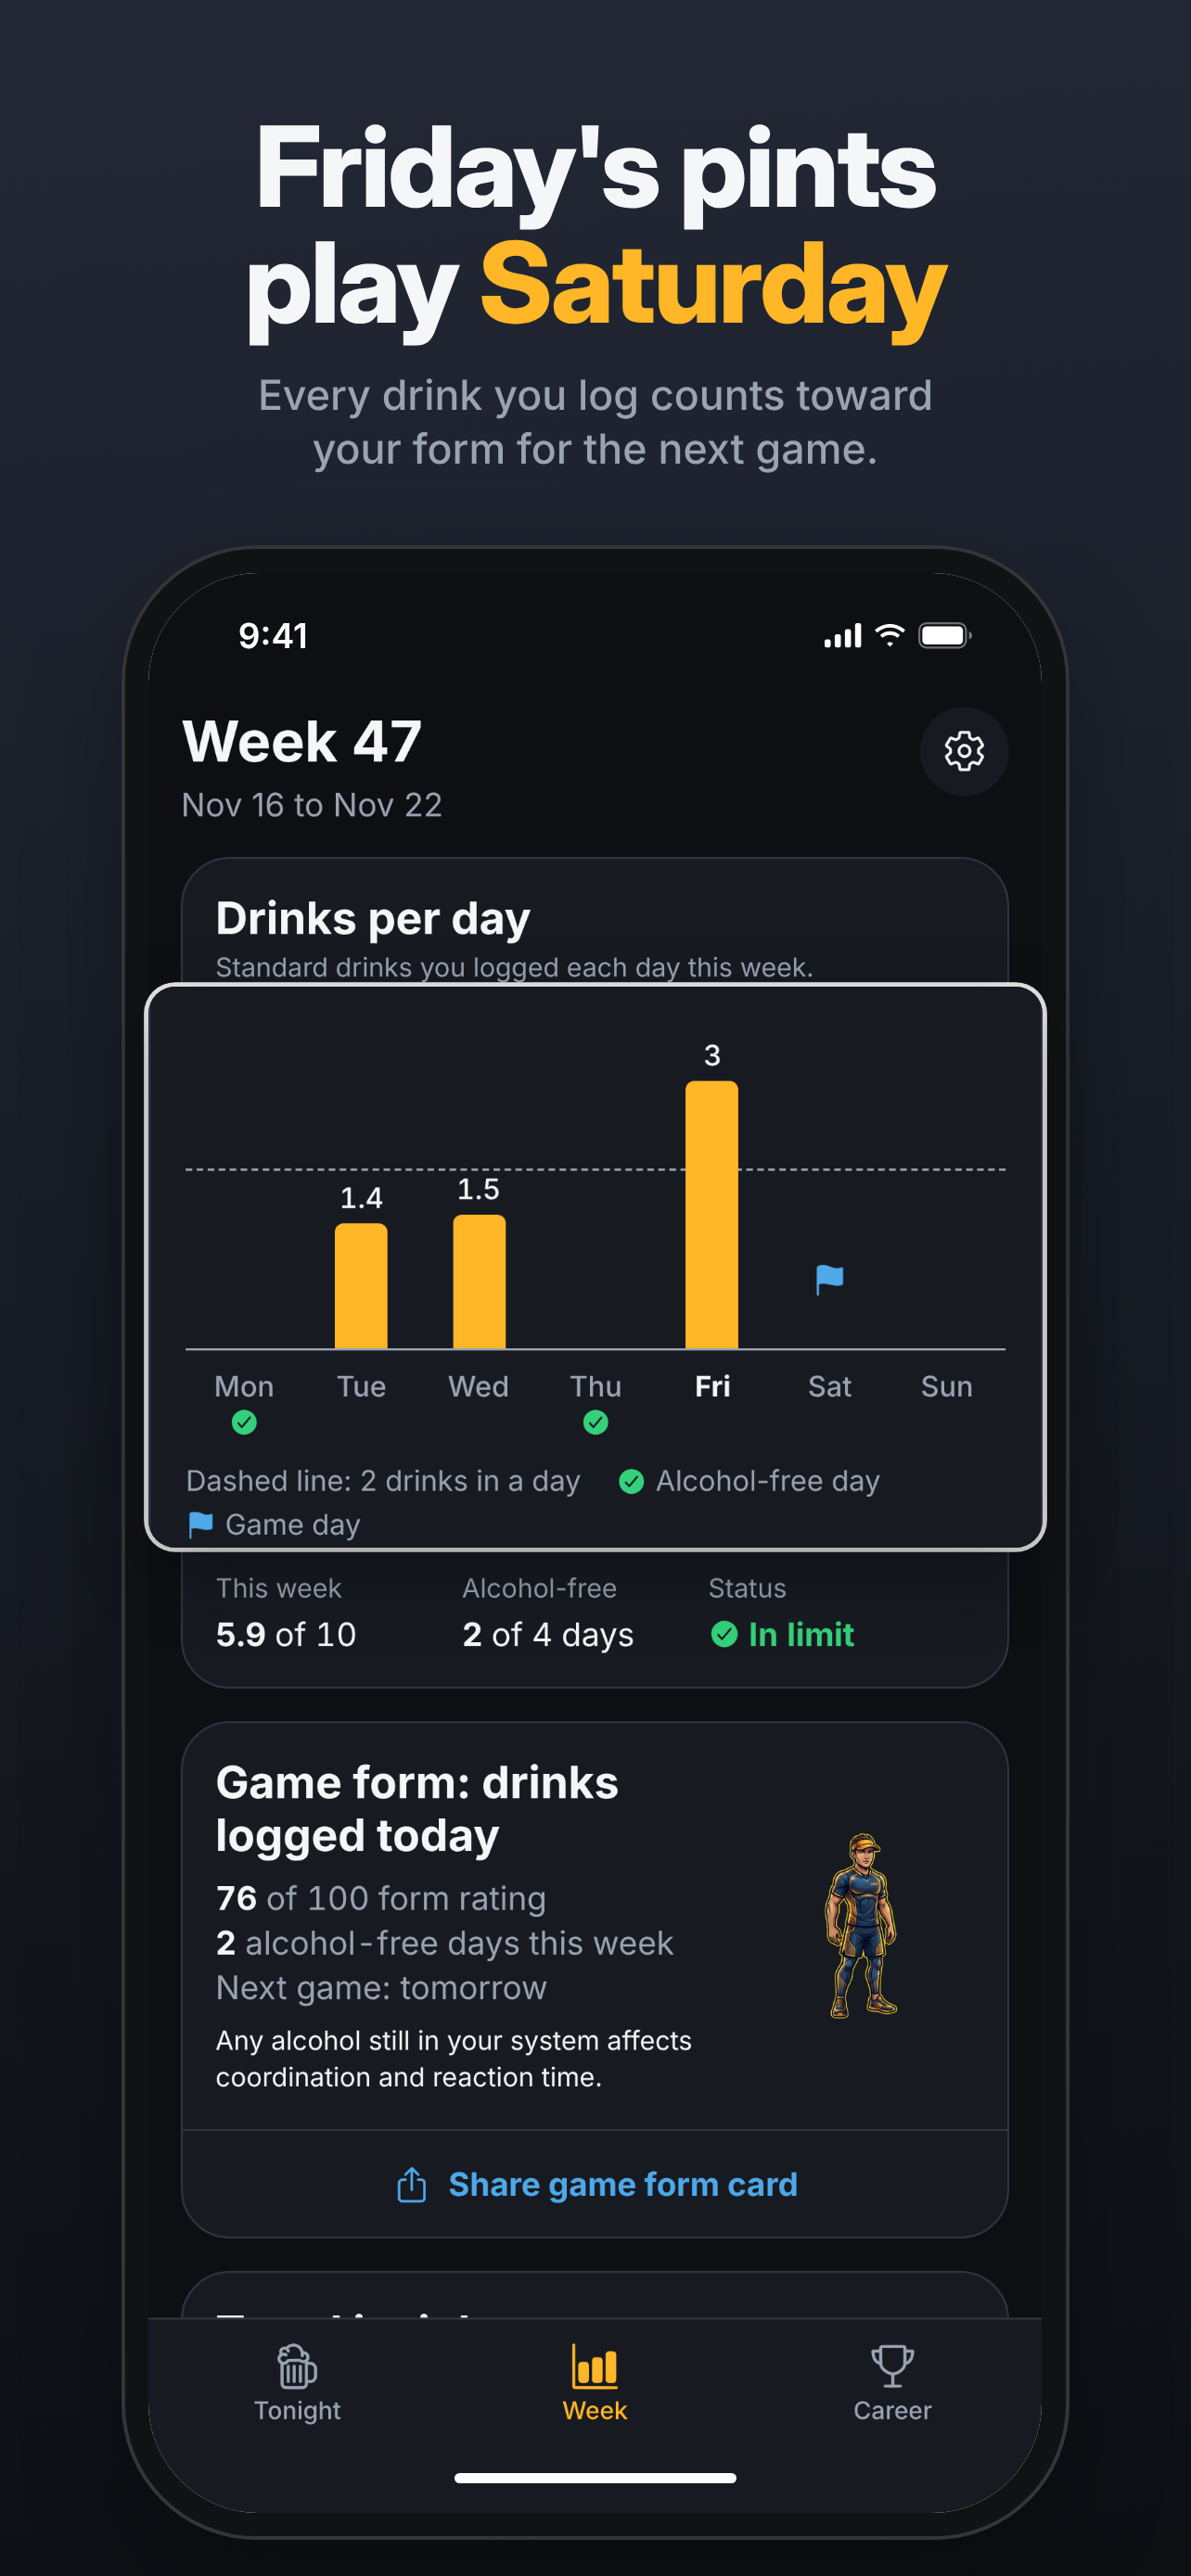 Friday's pints
play Saturday
Every drink you log counts toward
your form for the next game.
9:41
Week 47
Nov 16 to Nov 22
Drinks per day
Standard drinks you logged each day this week.
3
1.4
1.5
Mon Tue Wed Thu Fri Sat Sun
Dashed line: 2 drinks in a day Alcohol-free day
Game day
This week Alcohol-free Status
5.9 of 10 2 of 4 days In limit
Game form: drinks
logged today
76 of 100 form rating
2 alcohol-free days this week
Next game: tomorrow
Any alcohol still in your system affects
coordination and reaction time.
Share game form card
Tonight Week Career